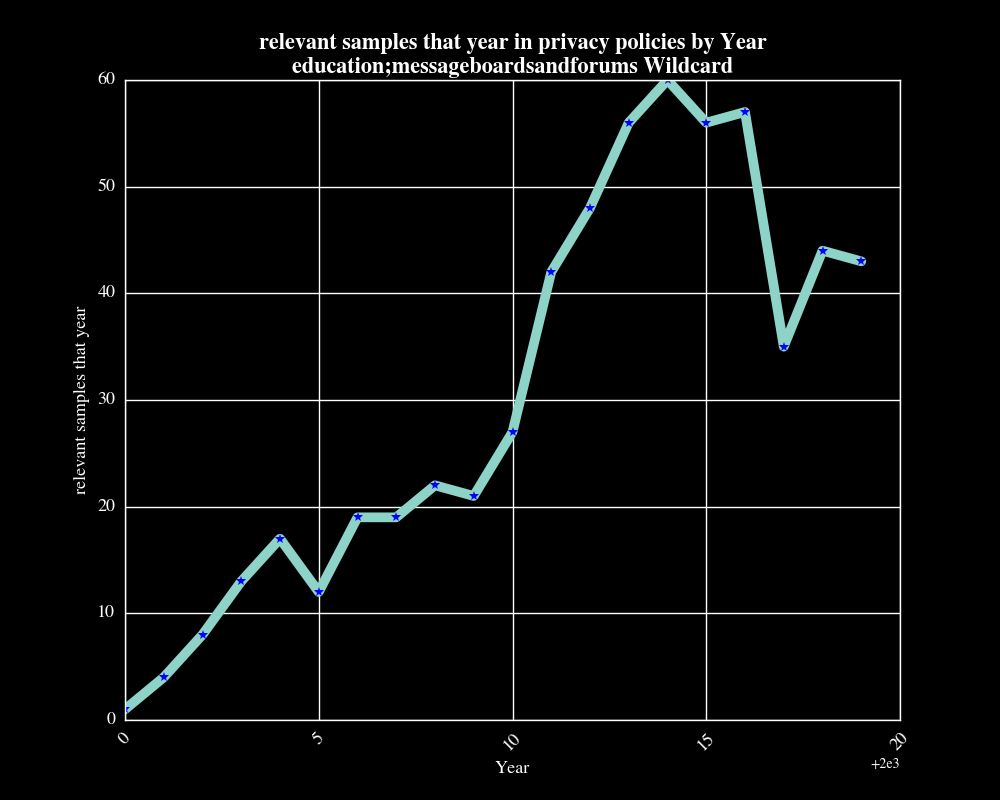 relevant samples that year in privacy policies by Year
education;messageboardsandforums Wildcard
60
50
40
30
20
10
0
relevant samples that year
0 5 10 15 20
+2e3
Year